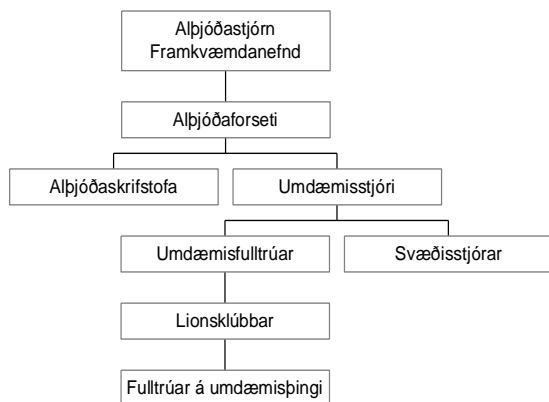 Alþjóðastjórn
Framkvæmdanefnd
Alþjóðaforseti
Alþjóðaskrifstofa
Umdæmisstjóri
Umdæmisfulltrúar
Svæðisstjórar
Lionsklúbbar
Fulltrúar á umdæmisþingi